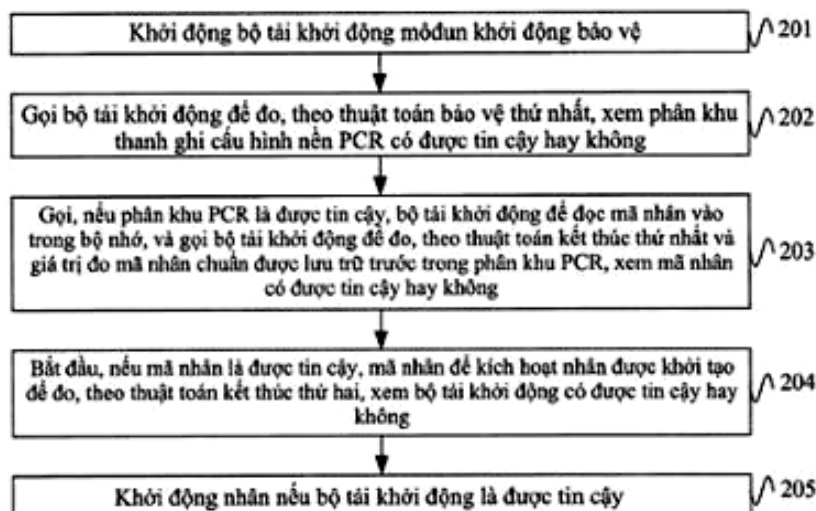 Khởi động bộ tải khởi động môđun khởi động bảo vệ
201
Gọi bộ tải khởi động để đo, theo thuật toán bảo vệ thứ nhất, xem phân khu
thanh ghi cấu hình nền PCR có được tin cậy hay không
202
Gọi, nếu phân khu PCR là được tin cậy, bộ tải khởi động để đọc mã nhân vào
trong bộ nhớ, và gọi bộ tải khởi động để đo, theo thuật toán kết thúc thứ nhất và
giá trị đo mã nhân chuẩn được lưu trữ trước trong phân khu PCR, xem mã nhân
có được tin cậy hay không
203
Bắt đầu, nếu mã nhân là được tin cậy, mã nhân để kích hoạt nhân được khởi tạo
để đo, theo thuật toán kết thúc thứ hai, xem bộ tải khởi động có được tin cậy hay
không
204
Khởi động nhân nếu bộ tải khởi động là được tin cậy
205